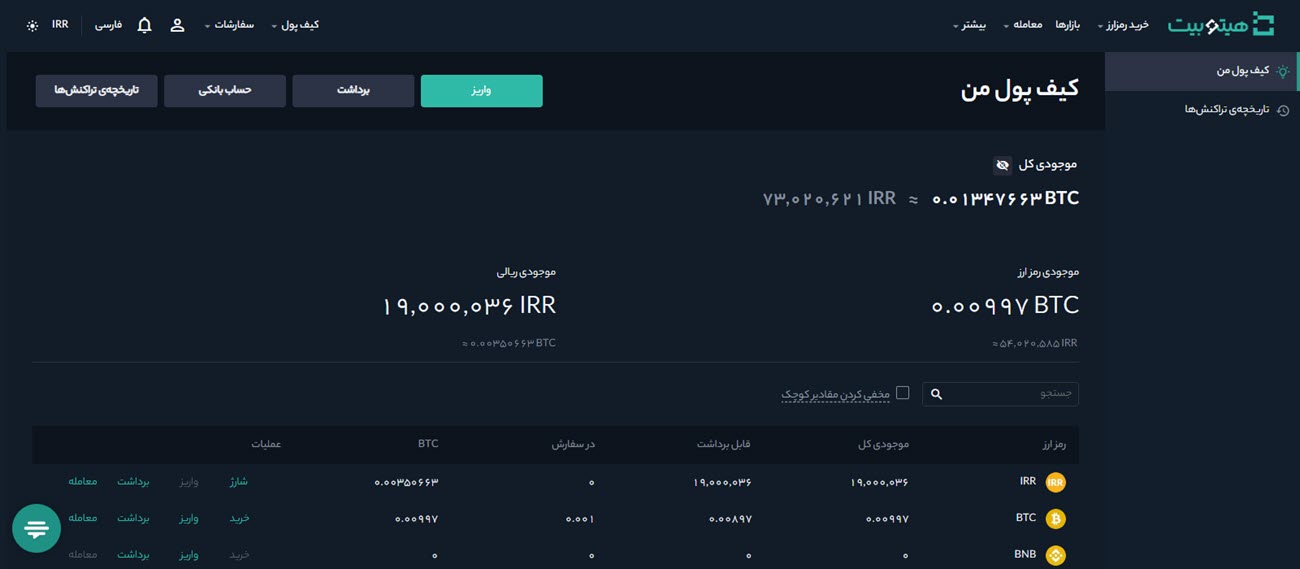 هیتوبیت خرید رمزارز بازارها معامله بیشتر کیف پول سفارشات فارسی IRR
کیف پول من
تاریخچه‌ی تراکنش‌ها
کیف پول من
واریز برداشت حساب بانکی تاریخچه‌ی تراکنش‌ها
موجودی کل
۰.۰۱۳۴۷۶۶۳ BTC ≈ ۷۳,۰۲۰,۶۲۱ IRR
موجودی رمز ارز موجودی ریالی
۰.۰۰۹۹۷ BTC ۱۹,۰۰۰,۰۳۶ IRR
≈ ۵۴,۰۲۰,۵۸۵ IRR ≈ ۰.۰۰۳۵۰۶۶۳ BTC
جستجو مخفی کردن مقادیر کوچک
رمز ارز موجودی کل قابل برداشت در سفارش BTC عملیات
IRR IRR ۱۹,۰۰۰,۰۳۶ ۱۹,۰۰۰,۰۳۶ ۰ ۰.۰۰۳۵۰۶۶۳ شارژ واریز برداشت معامله
BTC ۰.۰۰۹۹۷ ۰.۰۰۸۹۷ ۰.۰۰۱ ۰.۰۰۹۹۷ خرید واریز برداشت معامله
BNB ۰ ۰ ۰ ۰ خرید واریز برداشت معامله